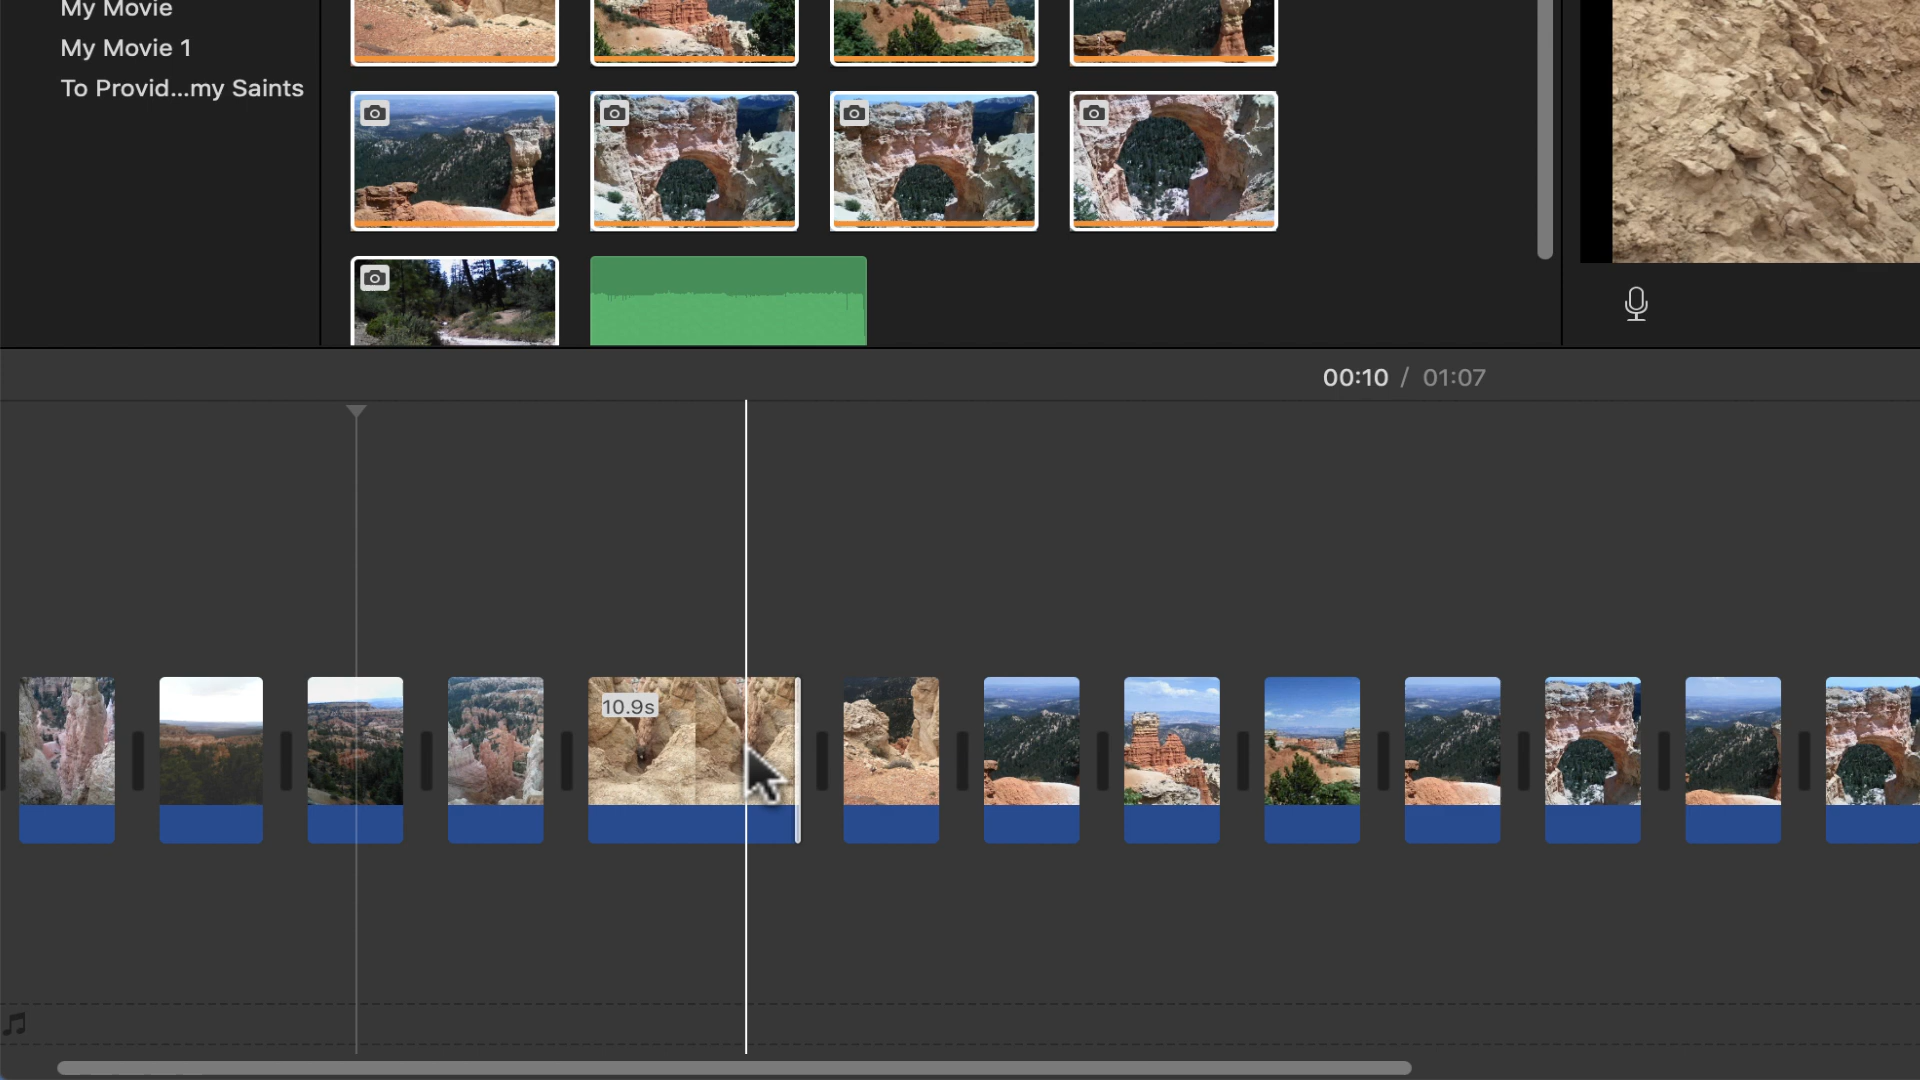 My Movie
My Movie 1
To Provid...my Saints
00:10 / 01:07
10.9s